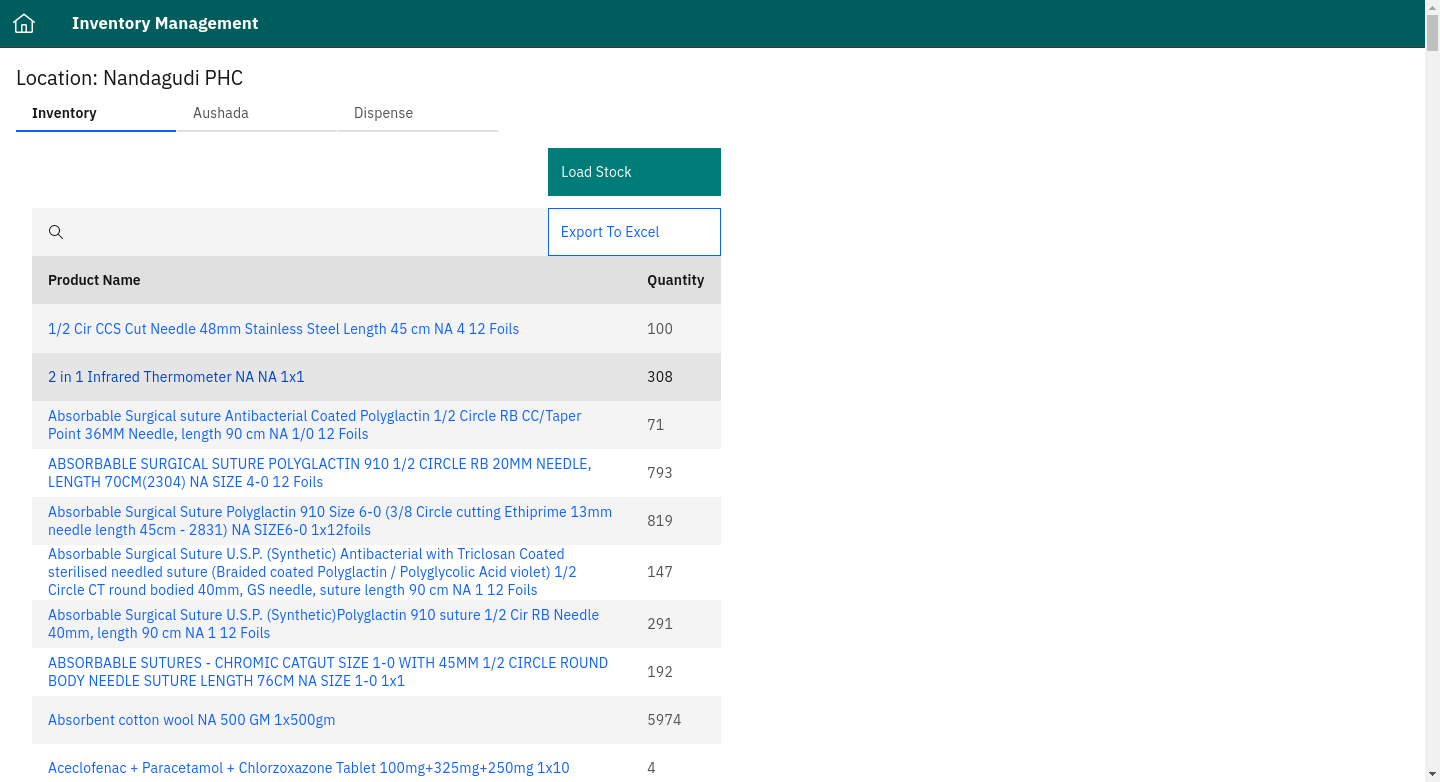 Inventory Management
Location: Nandagudi PHC
Inventory Aushada Dispense
Load Stock
Export To Excel
Product Name Quantity
1/2 Cir CCS Cut Needle 48mm Stainless Steel Length 45 cm NA 4 12 Foils 100
2 in 1 Infrared Thermometer NA NA 1x1 308
Absorbable Surgical suture Antibacterial Coated Polyglactin 1/2 Circle RB CC/Taper
Point 36MM Needle, length 90 cm NA 1/0 12 Foils 71
ABSORBABLE SURGICAL SUTURE POLYGLACTIN 910 1/2 CIRCLE RB 20MM NEEDLE,
LENGTH 70CM(2304) NA SIZE 4-0 12 Foils 793
Absorbable Surgical Suture Polyglactin 910 Size 6-0 (3/8 Circle cutting Ethiprime 13mm
needle length 45cm - 2831) NA SIZE6-0 1x12foils 819
Absorbable Surgical Suture U.S.P. (Synthetic) Antibacterial with Triclosan Coated
sterilised needled suture (Braided coated Polyglactin / Polyglycolic Acid violet) 1/2 147
Circle CT round bodied 40mm, GS needle, suture length 90 cm NA 1 12 Foils
Absorbable Surgical Suture U.S.P. (Synthetic)Polyglactin 910 suture 1/2 Cir RB Needle
40mm, length 90 cm NA 1 12 Foils 291
ABSORBABLE SUTURES - CHROMIC CATGUT SIZE 1-0 WITH 45MM 1/2 CIRCLE ROUND
BODY NEEDLE SUTURE LENGTH 76CM NA SIZE 1-0 1x1 192
Absorbent cotton wool NA 500 GM 1x500gm 5974
Aceclofenac + Paracetamol + Chlorzoxazone Tablet 100mg+325mg+250mg 1x10 4